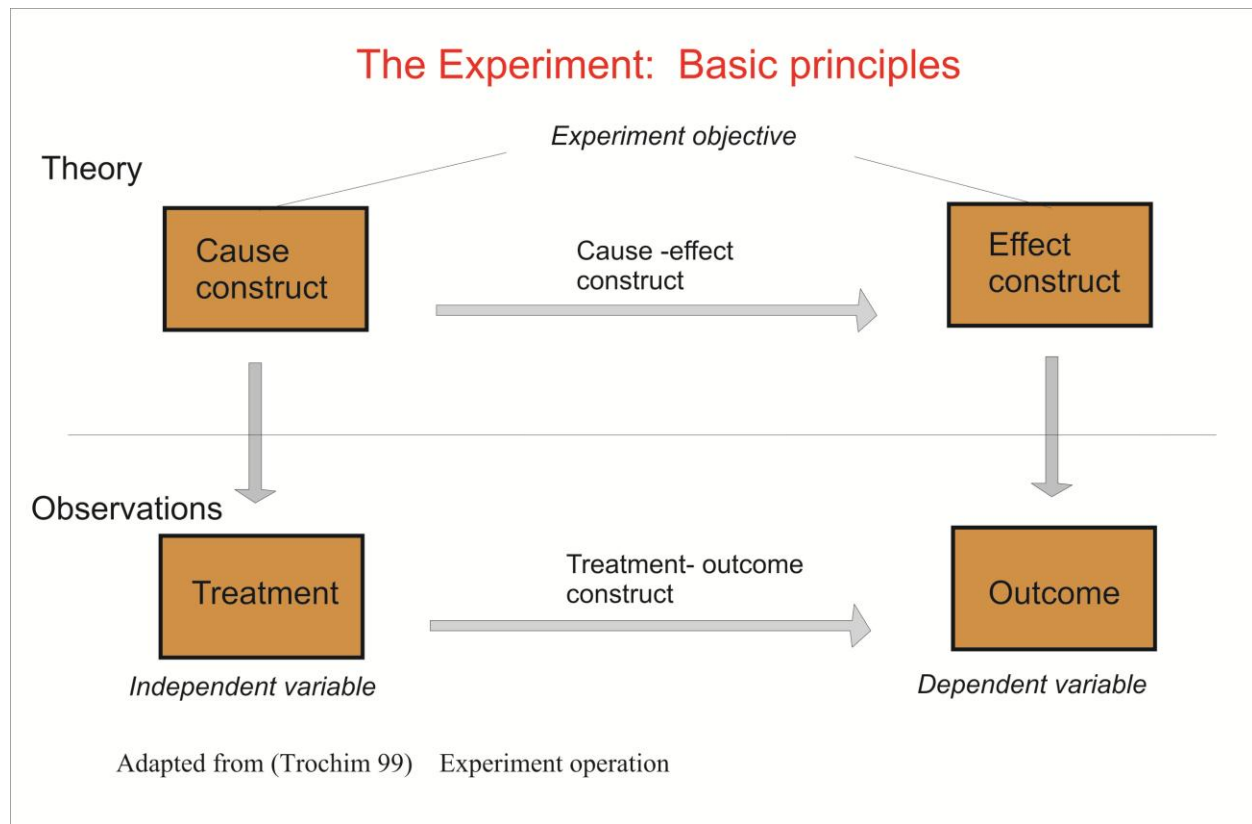 The Experiment: Basic principles
Experiment objective
Theory
Cause
construct
Cause -effect
construct
Effect
construct
Observations
Treatment
Treatment- outcome
construct
Outcome
Independent variable
Dependent variable
Adapted from (Trochim 99) Experiment operation